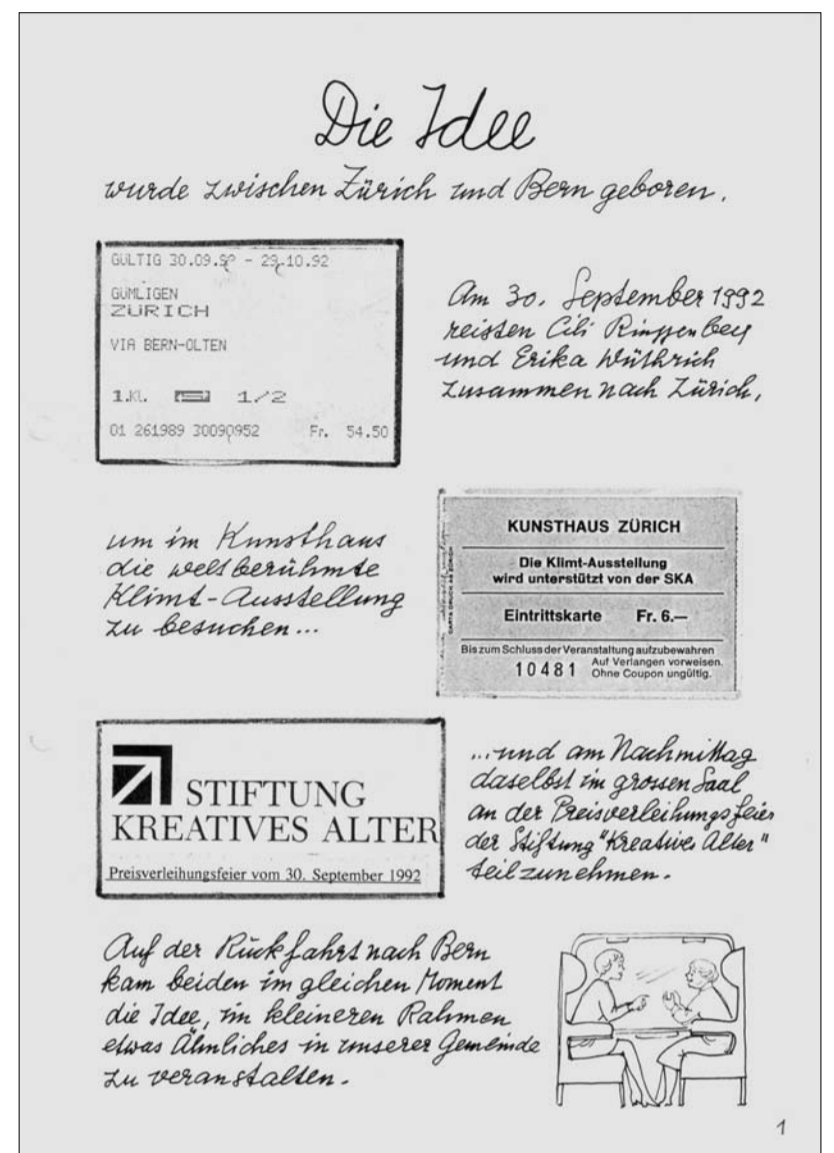 Die Idee
wurde zwischen Zürich und Bern geboren.
GÜLTIG 30.09.92 - 29.10.92
GÜMLIGEN
ZÜRICH
VIA BERN-OLTEN
1.Kl. 1/2
01 261989 30090952 Fr. 54.50
Am 30. September 1992
reisten Cili Ringgenberg
und Erika Wüthrich
zusammen nach Zürich,
um im Kunsthaus
die weltberühmte
Klimt-Ausstellung
zu besuchen...
KUNSTHAUS ZÜRICH
Die Klimt-Ausstellung
wird unterstützt von der SKA
Eintrittskarte Fr. 6.—
Bis zum Schluss der Veranstaltung aufzubewahren
10481 Auf Verlangen vorweisen.
Ohne Coupon ungültig.
STIFTUNG
KREATIVES ALTER
Preisverleihungsfeier vom 30. September 1992
...und am Nachmittag
daselbst im grossen Saal
an der Preisverleihungsfeier
der Stiftung "Kreatives Alter"
teilzunehmen.
Auf der Rückfahrt nach Bern
kam beiden im gleichen Moment
die Idee, im kleineren Rahmen
etwas Ähnliches in unserer Gemeinde
zu veranstalten.
1